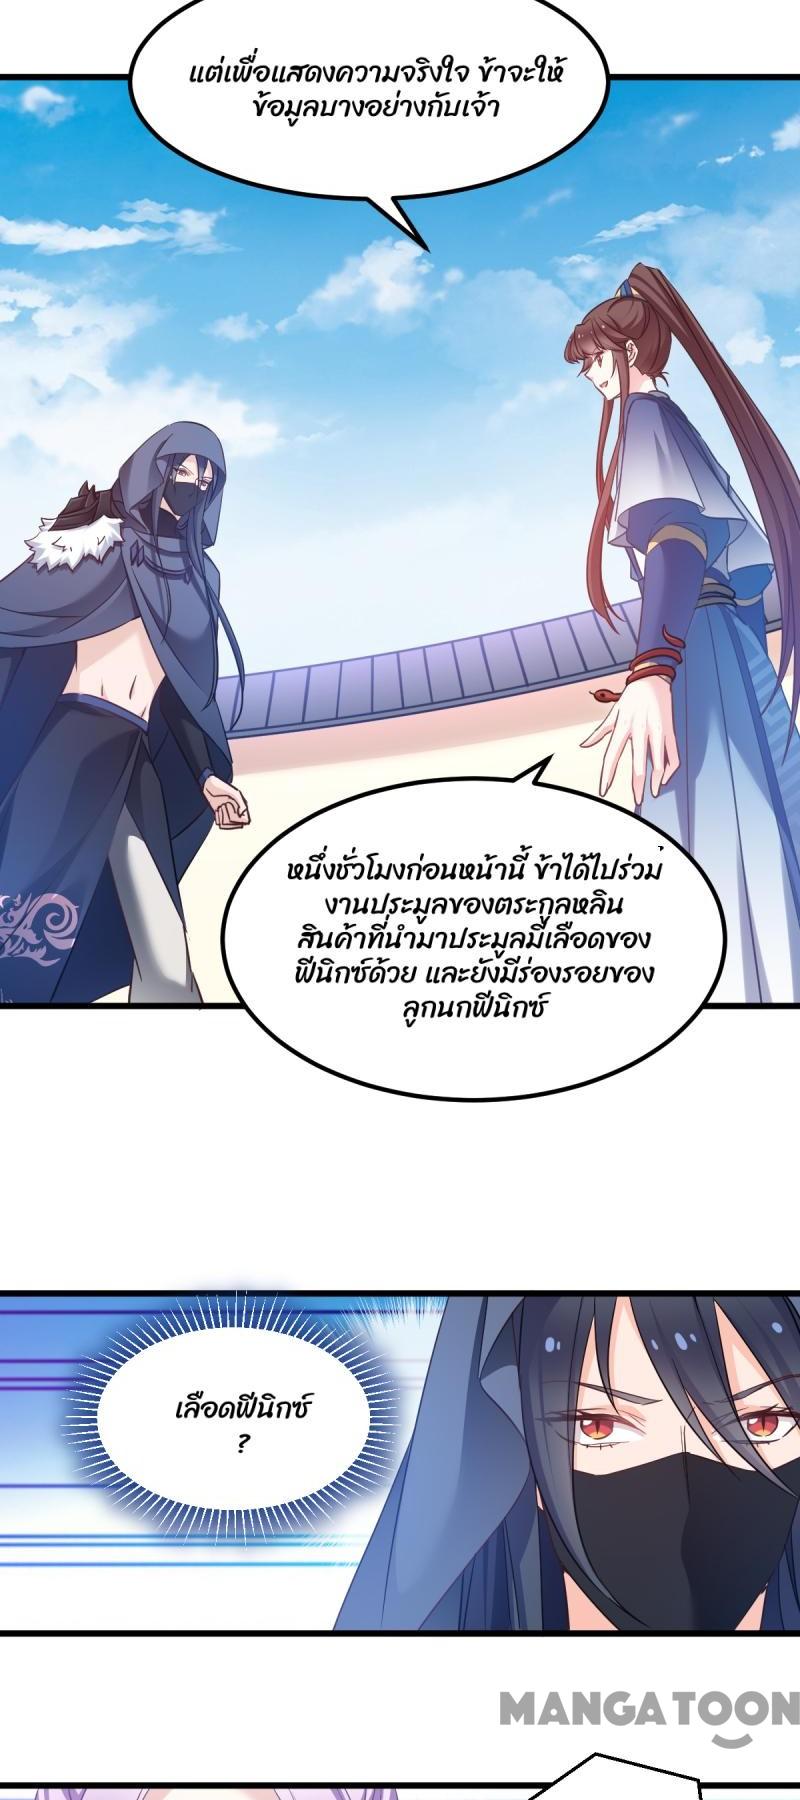 แต่เพื่อแสดงความจริงใจ ข้าจะให้
ข้อมูลบางอย่างกับเจ้า
หนึ่งชั่วโมงก่อนหน้านี้ ข้าได้ไปร่วม
งานประมูลของตระกูลหลิน
สินค้าที่นำมาประมูลมีเลือดของ
ฟีนิกซ์ด้วย และยังมีร่องรอยของ
ลูกนกฟีนิกซ์
เลือดฟีนิกซ์
?
MANGATOON